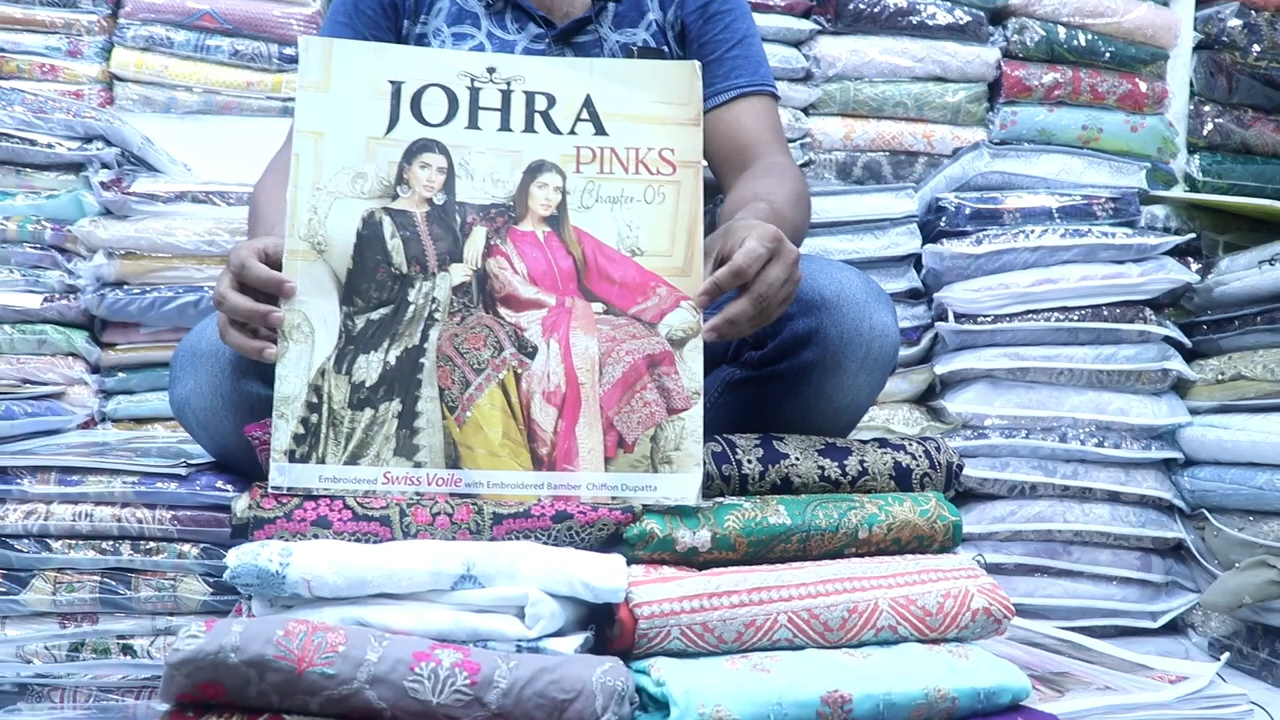 JOHRA
PINKS
Chapter-05
Embroidered Swiss Voile with Embroidered Bamber Chiffon Dupatta